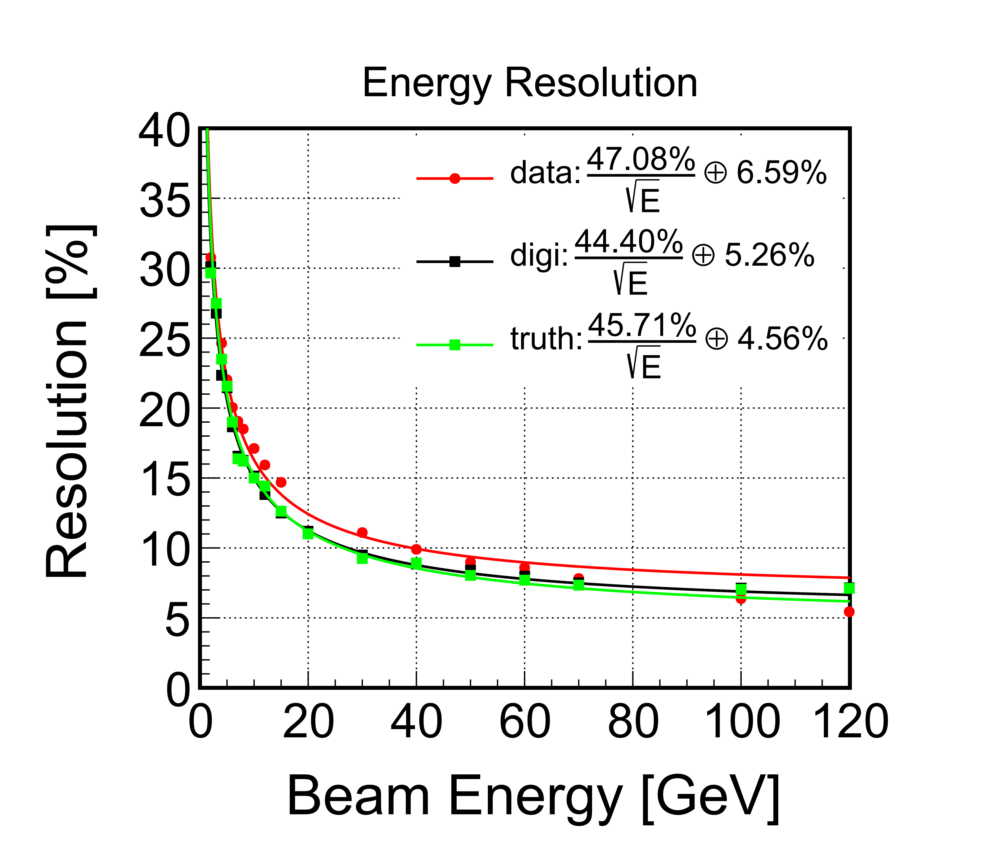 Energy Resolution
40
35
30
25
20
15
10
5
0
Resolution [%]
data: 47.08%/√E ⊕ 6.59%
digi: 44.40%/√E ⊕ 5.26%
truth: 45.71%/√E ⊕ 4.56%
0 20 40 60 80 100 120
Beam Energy [GeV]